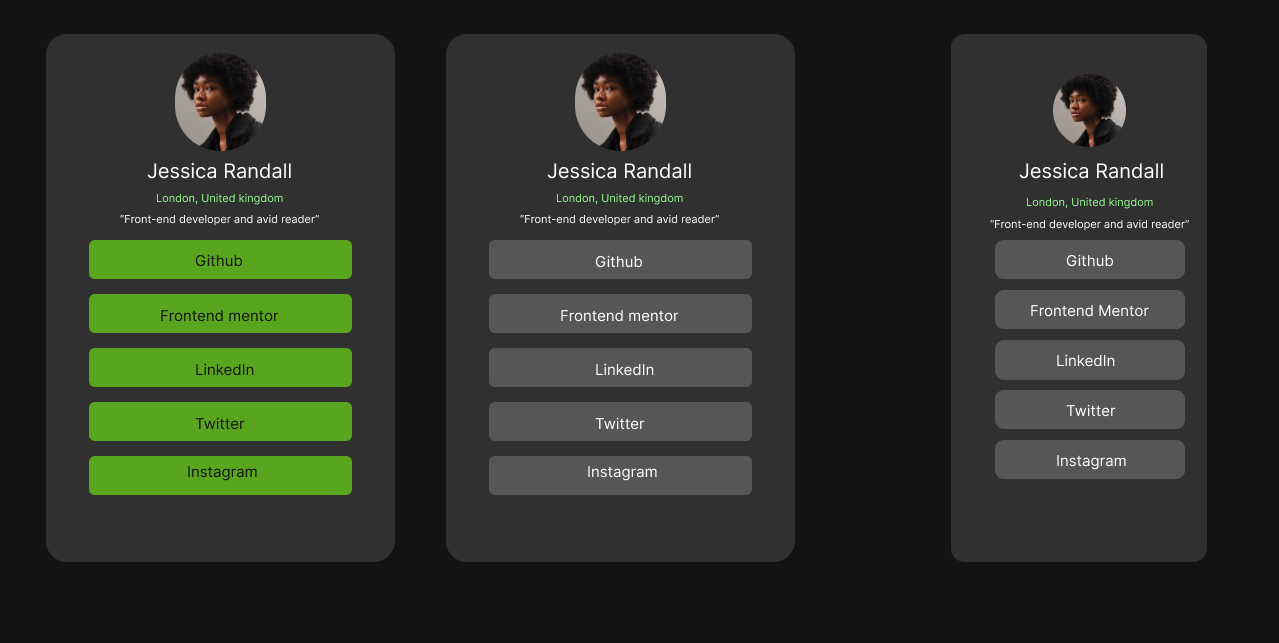 Jessica Randall
London, United kingdom
“Front-end developer and avid reader”
Github
Frontend mentor
LinkedIn
Twitter
Instagram
Jessica Randall
London, United kingdom
“Front-end developer and avid reader”
Github
Frontend mentor
LinkedIn
Twitter
Instagram
Jessica Randall
London, United kingdom
“Front-end developer and avid reader”
Github
Frontend Mentor
LinkedIn
Twitter
Instagram